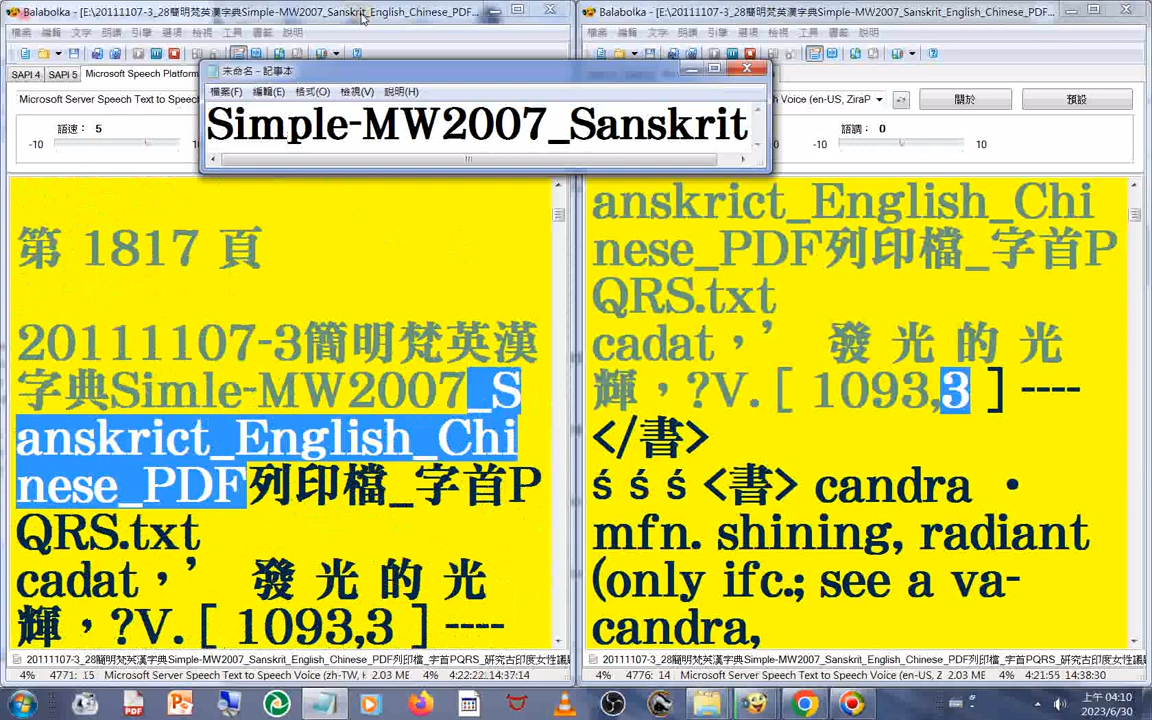 Balabolka - [E:\20111107-3_28簡明梵英漢字典Simple-MW2007_Sanskrit_English_Chinese_PDF...
檔案 編輯 文字 朗讀 引擎 選項 檢視 工具 書籤 說明
SAPI 4 SAPI 5 Microsoft Speech Platform
Microsoft Server Speech Text to Speec
語速： 5
-10 10
第 1817 頁
20111107-3簡明梵英漢
字典Simle-MW2007_S
anskrict_English_Chi
nese_PDF列印檔_字首P
QRS.txt
cadat，’ 發 光 的 光
輝，?V. [ 1093,3 ] ----
20111107-3_28簡明梵英漢字典Simple-MW2007_Sanskrit_English_Chinese_PDF列印檔_字首PQRS_研究古印度女性議
4% 4771: 15 Microsoft Server Speech Text to Speech Voice (zh-TW, 2.03 MB 4% 4:22:22
14:37:14
未命名 - 記事本
檔案(F) 編輯(E) 格式(O) 檢視(V) 說明(H)
Simple-MW2007_Sanskrit
Balabolka - [E:\20111107-3_28簡明梵英漢字典Simple-MW2007_Sanskrit_English_Chinese_PDF...
檔案 編輯 文字 朗讀 引擎 選項 檢視 工具 書籤 說明
Voice (en-US, ZiraP 關於 預設
語調： 0
-10 10
anskrict_English_Chi
nese_PDF列印檔_字首P
QRS.txt
cadat，’ 發 光 的 光
輝，?V. [ 1093,3 ] ----
</書>
ś ś ś <書> candra •
mfn. shining, radiant
(only ifc.; see a va-
candra,
20111107-3_28簡明梵英漢字典Simple-MW2007_Sanskrit_English_Chinese_PDF列印檔_字首PQRS_研究古印度女性議
4% 4776: 14 Microsoft Server Speech Text to Speech Voice (en-US, 2.03 MB 4% 4:21:55
14:38:30
上午 04:10
2023/6/30